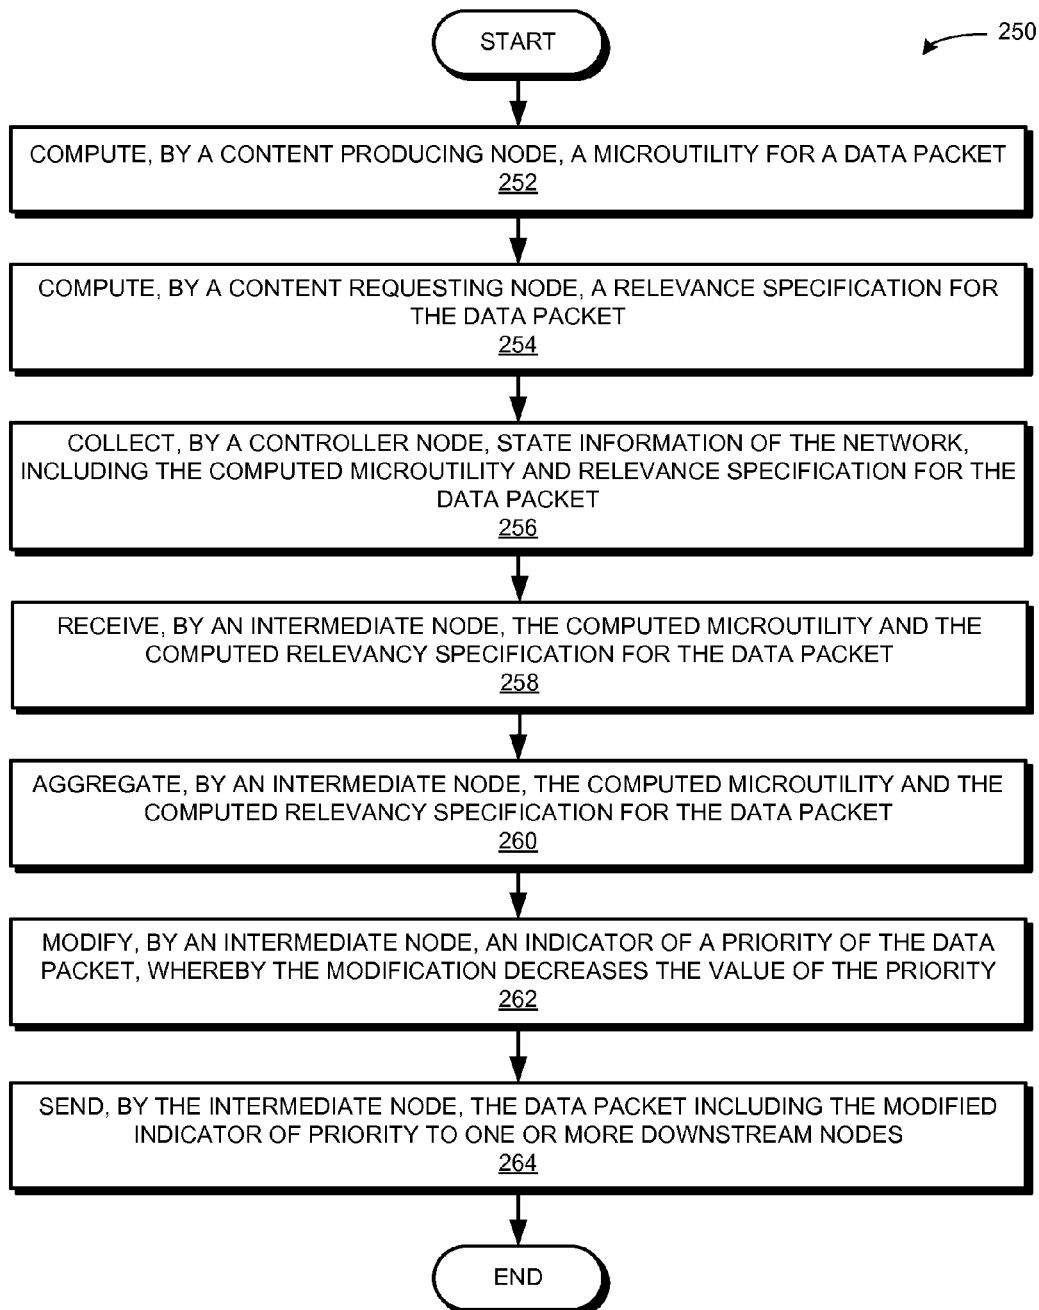 START
250
COMPUTE, BY A CONTENT PRODUCING NODE, A MICROUTILITY FOR A DATA PACKET
252
COMPUTE, BY A CONTENT REQUESTING NODE, A RELEVANCE SPECIFICATION FOR
THE DATA PACKET
254
COLLECT, BY A CONTROLLER NODE, STATE INFORMATION OF THE NETWORK,
INCLUDING THE COMPUTED MICROUTILITY AND RELEVANCE SPECIFICATION FOR THE
DATA PACKET
256
RECEIVE, BY AN INTERMEDIATE NODE, THE COMPUTED MICROUTILITY AND THE
COMPUTED RELEVANCY SPECIFICATION FOR THE DATA PACKET
258
AGGREGATE, BY AN INTERMEDIATE NODE, THE COMPUTED MICROUTILITY AND THE
COMPUTED RELEVANCY SPECIFICATION FOR THE DATA PACKET
260
MODIFY, BY AN INTERMEDIATE NODE, AN INDICATOR OF A PRIORITY OF THE DATA
PACKET, WHEREBY THE MODIFICATION DECREASES THE VALUE OF THE PRIORITY
262
SEND, BY THE INTERMEDIATE NODE, THE DATA PACKET INCLUDING THE MODIFIED
INDICATOR OF PRIORITY TO ONE OR MORE DOWNSTREAM NODES
264
END